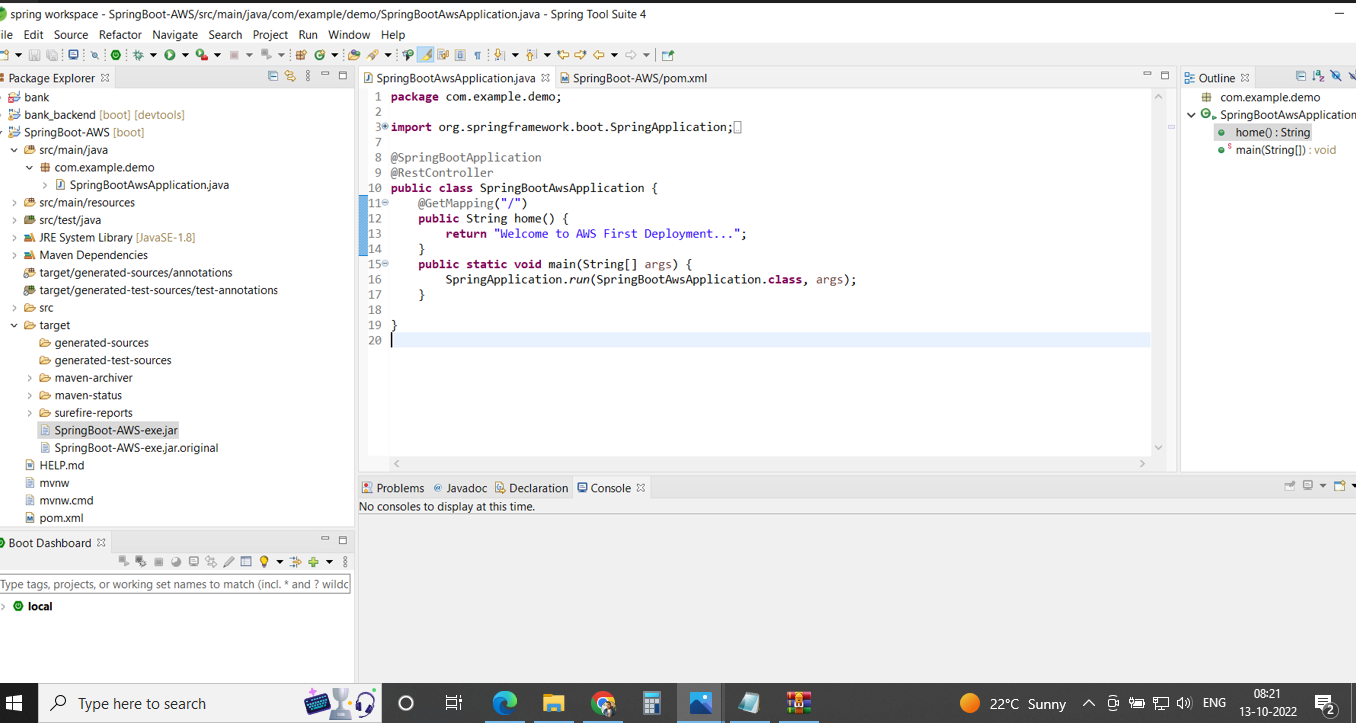 spring workspace - SpringBoot-AWS/src/main/java/com/example/demo/SpringBootAwsApplication.java - Spring Tool Suite 4
ile Edit Source Refactor Navigate Search Project Run Window Help
Package Explorer
bank
bank_backend [boot] [devtools]
SpringBoot-AWS [boot]
src/main/java
com.example.demo
SpringBootAwsApplication.java
src/main/resources
src/test/java
JRE System Library [JavaSE-1.8]
Maven Dependencies
target/generated-sources/annotations
target/generated-test-sources/test-annotations
src
target
generated-sources
generated-test-sources
maven-archiver
maven-status
surefire-reports
SpringBoot-AWS-exe.jar
SpringBoot-AWS-exe.jar.original
HELP.md
mvnw
mvnw.cmd
pom.xml
SpringBootAwsApplication.java SpringBoot-AWS/pom.xml
1 package com.example.demo;
2
3 import org.springframework.boot.SpringApplication;
7
8 @SpringBootApplication
9 @RestController
10 public class SpringBootAwsApplication {
11 @GetMapping("/")
12 public String home() {
13 return "Welcome to AWS First Deployment...";
14 }
15 public static void main(String[] args) {
16 SpringApplication.run(SpringBootAwsApplication.class, args);
17 }
18
19 }
20
Outline
com.example.demo
SpringBootAwsApplication
home() : String
main(String[]) : void
Problems Javadoc Declaration Console
No consoles to display at this time.
Boot Dashboard
Type tags, projects, or working set names to match (incl. * and ? wildc
local
Type here to search
22°C Sunny
ENG
08:21
13-10-2022
2